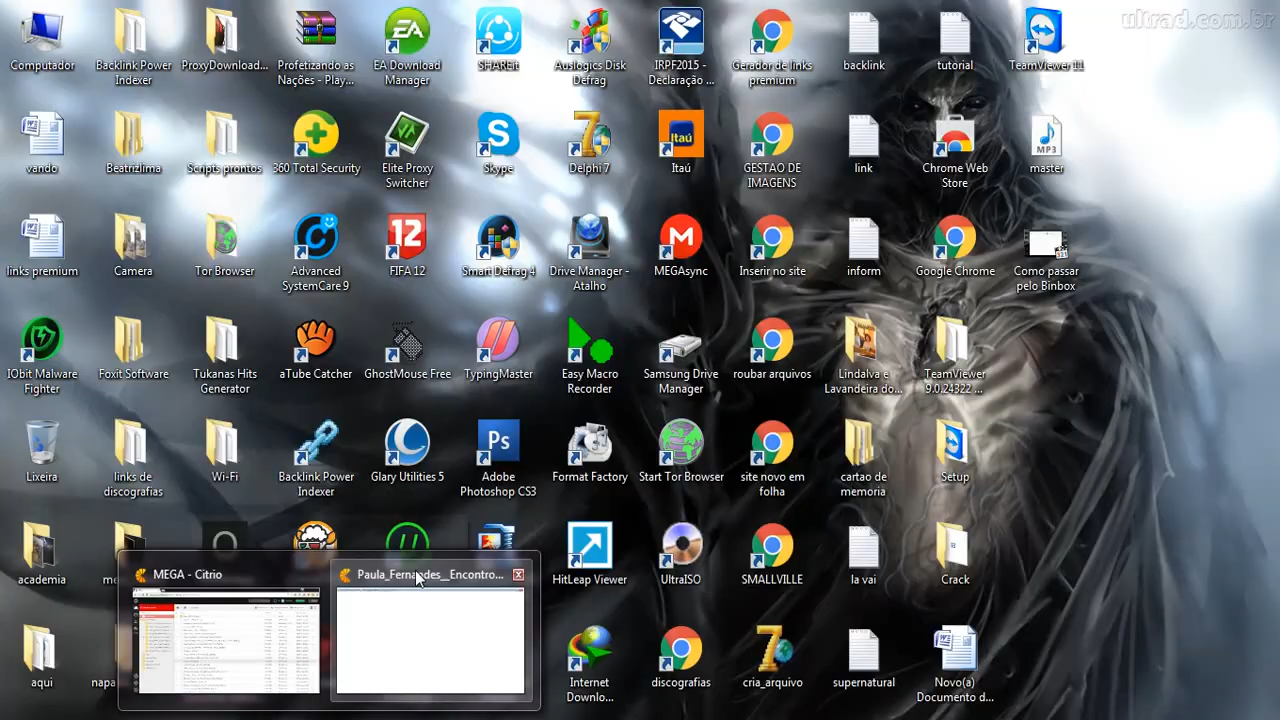 ultrad.com.br
Computador
Backlink Power
Indexer
ProxyDownload...
Profetizando as
Nações - Play...
EA Download
Manager
SHAREit
Auslogics Disk
Defrag
IRPF2015 -
Declaração ...
Gerador de links
premium
backlink
tutorial
TeamViewer 11
vando
Beatrizlima
Scripts prontos
360 Total Security
Elite Proxy
Switcher
Skype
Delphi 7
Itaú
Itaú
GESTAO DE
IMAGENS
link
Chrome Web
Store
MP3
master
links premium
Camera
Tor Browser
Advanced
SystemCare 9
12
FIFA 12
Smart Defrag 4
Drive Manager -
Atalho
MEGAsync
Inserir no site
inform
Google Chrome
Como passar
pelo Binbox
IObit Malware
Fighter
Foxit Software
Tukanas Hits
Generator
aTube Catcher
GhostMouse Free
TypingMaster
Easy Macro
Recorder
Samsung Drive
Manager
roubar arquivos
Lindalva e
Lavandeira do...
TeamViewer
9.0.24322 ...
Lixeira
links de
discografias
Wi-Fi
Backlink Power
Indexer
Glary Utilities 5
Ps
Adobe
Photoshop CS3
Format Factory
Start Tor Browser
site novo em
folha
cartao de
memoria
Setup
academia
HitLeap Viewer
UltraISO
SMALLVILLE
la vai
Crack
MEGA - Citrio
Paula_Fernandes__Encontro...
Internet
Downlo...
discografia
cria_arquivo
supernatural
Novo(a)
Documento d...